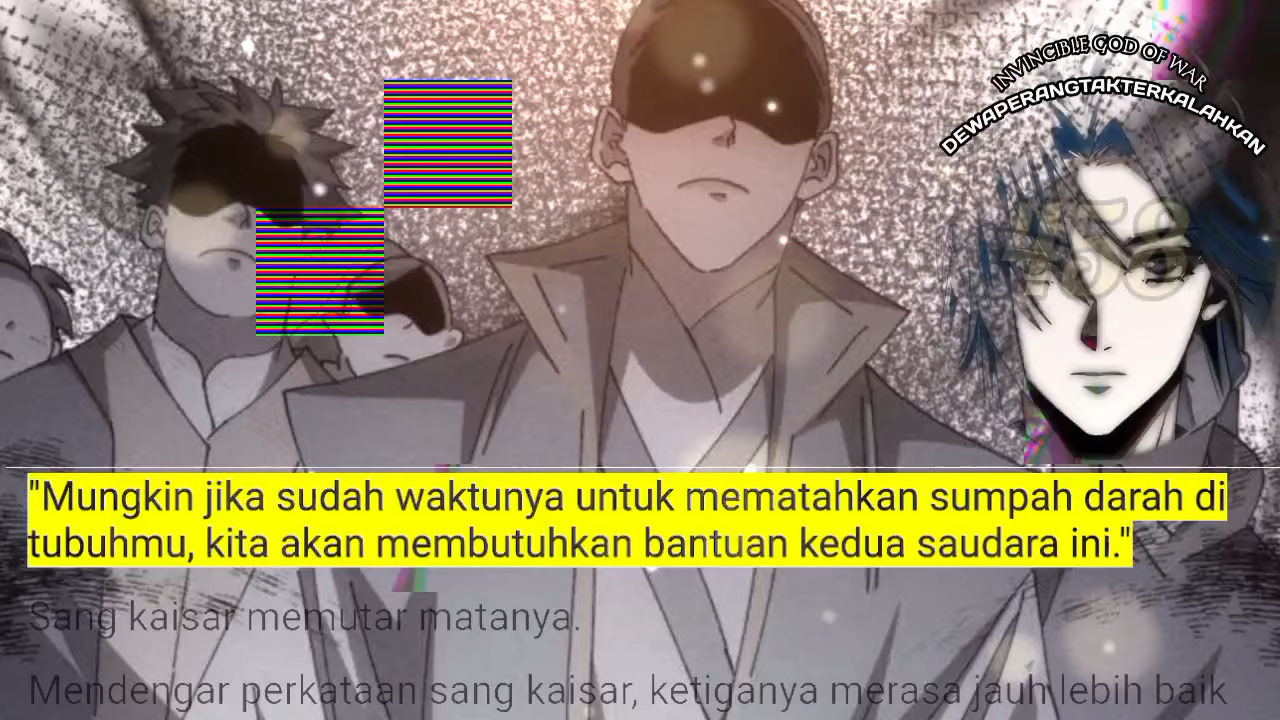 INVINCIBLE GOD OF WAR
DEWAPERANGTAKTERKALAHKAN
"Mungkin jika sudah waktunya untuk mematahkan sumpah darah di
tubuhmu, kita akan membutuhkan bantuan kedua saudara ini."
Sang kaisar memutar matanya.
Mendengar perkataan sang kaisar, ketiganya merasa jauh lebih baik